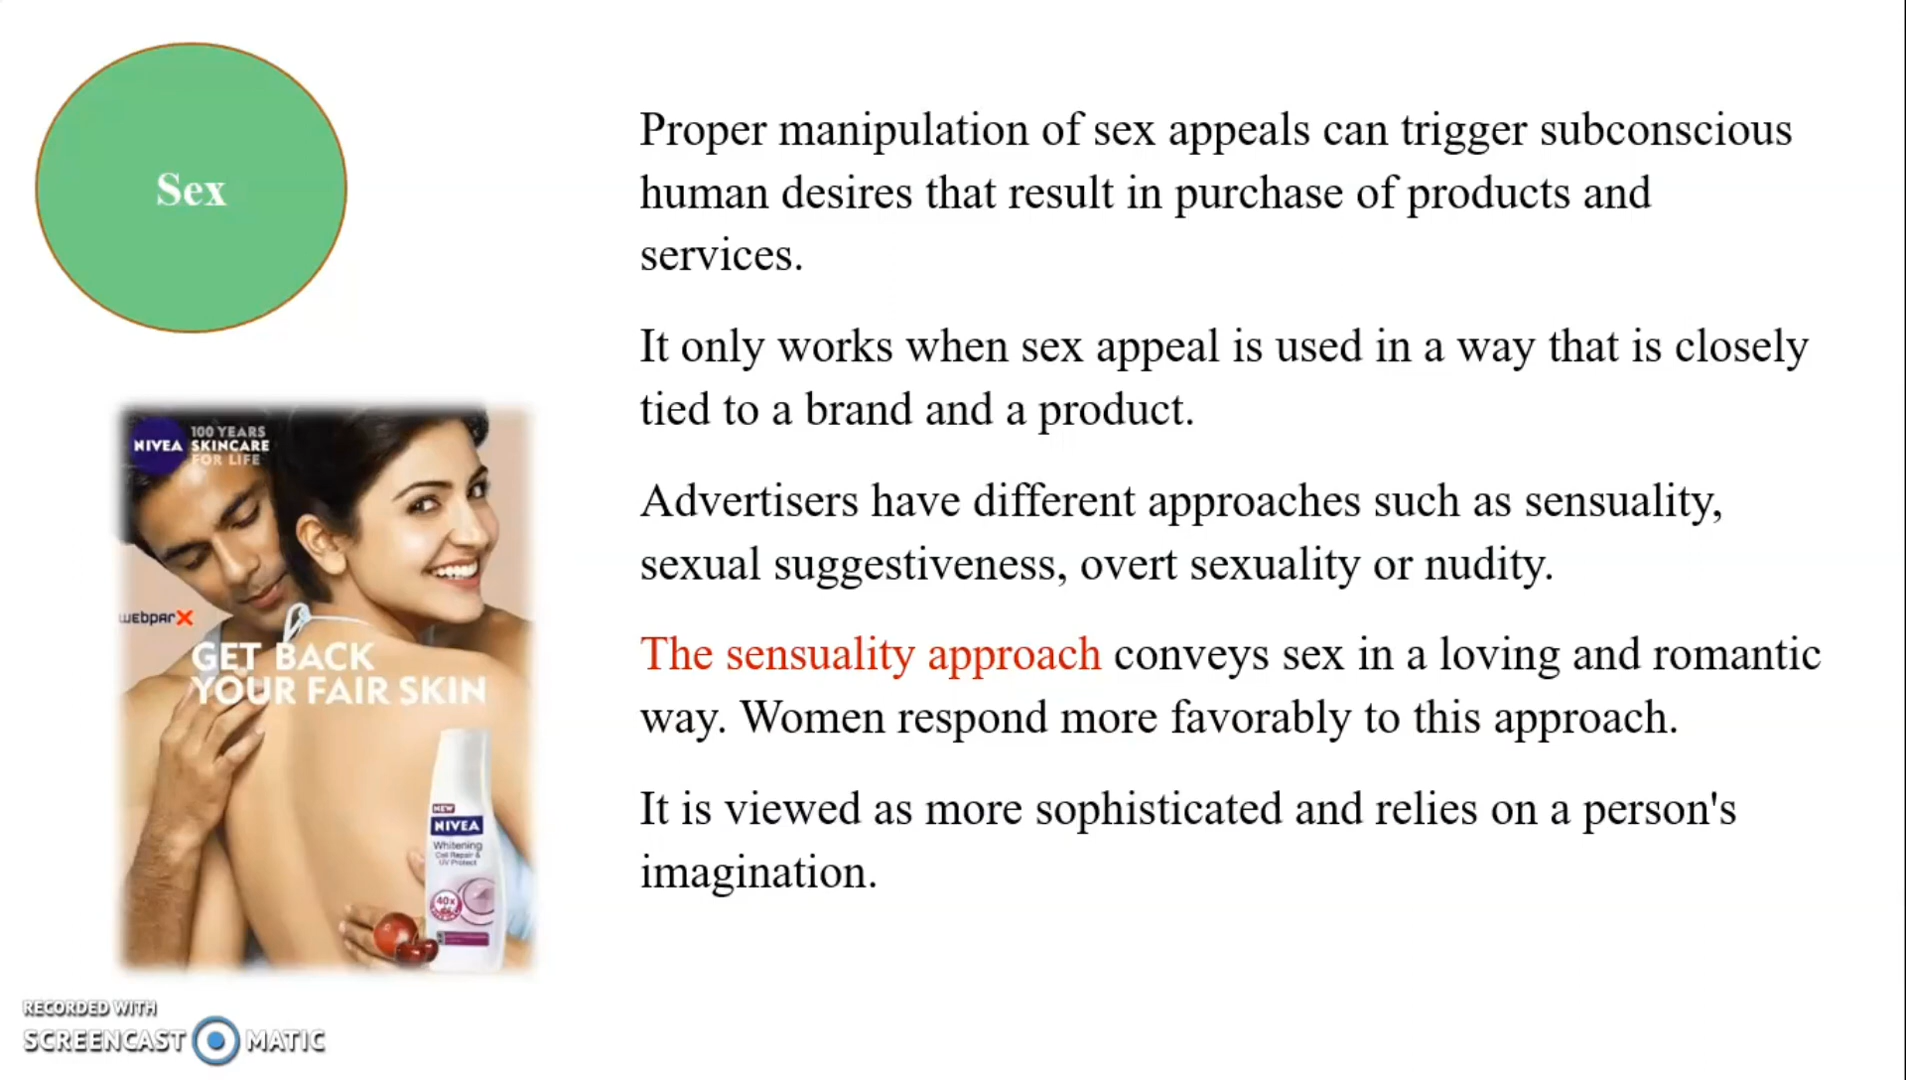 Sex
Proper manipulation of sex appeals can trigger subconscious
human desires that result in purchase of products and
services.
It only works when sex appeal is used in a way that is closely
tied to a brand and a product.
Advertisers have different approaches such as sensuality,
sexual suggestiveness, overt sexuality or nudity.
The sensuality approach conveys sex in a loving and romantic
way. Women respond more favorably to this approach.
It is viewed as more sophisticated and relies on a person's
imagination.
NIVEA
100 YEARS
SKINCARE
FOR LIFE
webparX
GET BACK
YOUR FAIR SKIN
NEW
NIVEA
Whitening
Cell Repair &
UV Protect
40x
RECORDED WITH
SCREENCAST MATIC